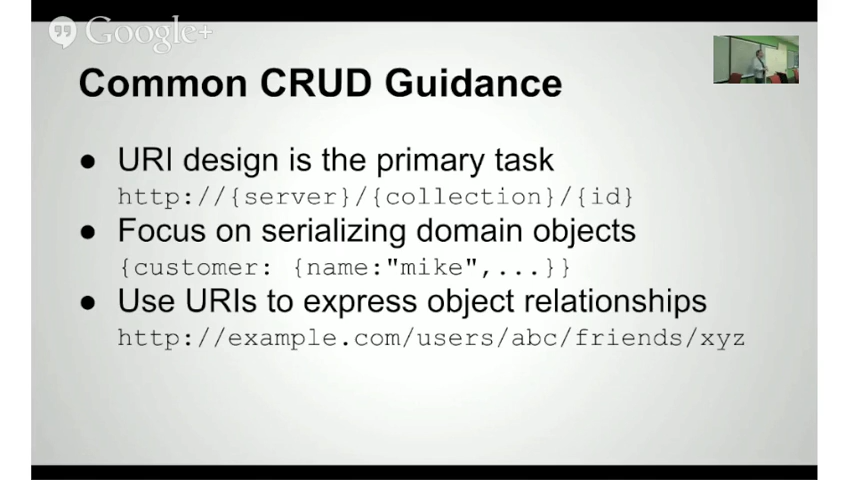 Google+
Common CRUD Guidance
● URI design is the primary task
http://{server}/{collection}/{id}
● Focus on serializing domain objects
{customer: {name:"mike",...}}
● Use URIs to express object relationships
http://example.com/users/abc/friends/xyz